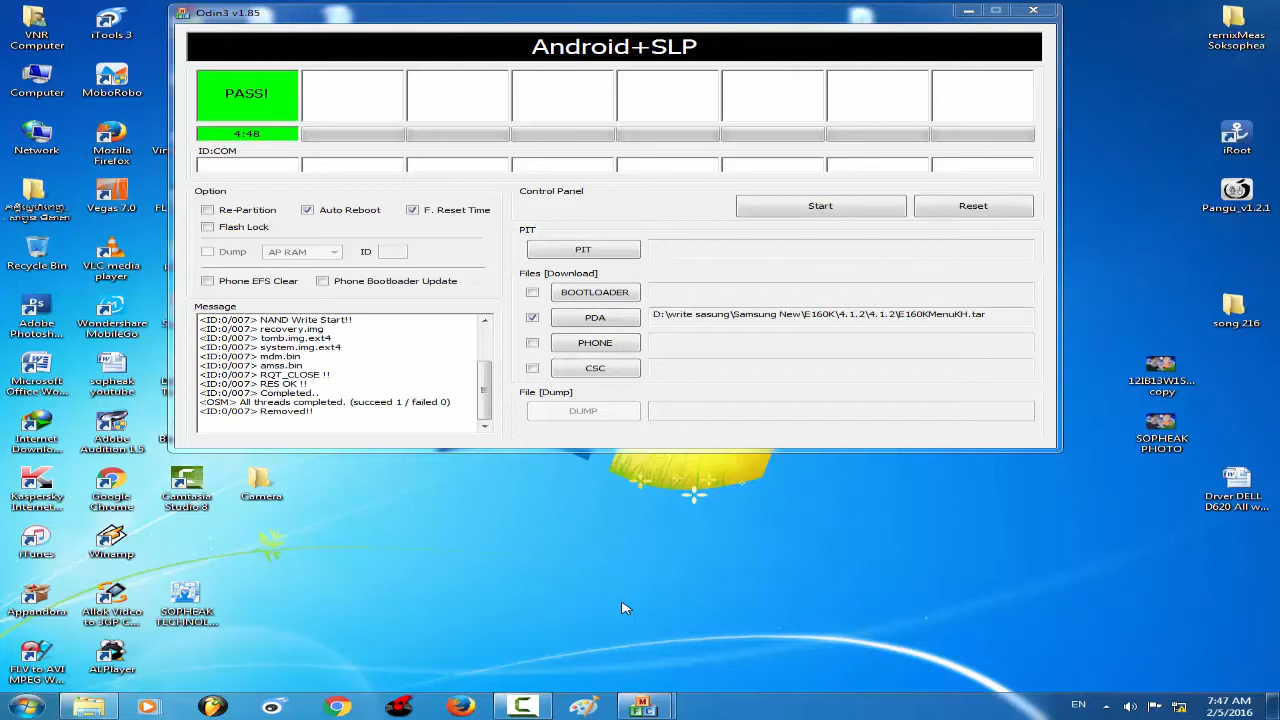 Odin3 v1.85
Android+SLP
PASS!
4:48
ID:COM
Option
Re-Partition
Auto Reboot
F. Reset Time
Flash Lock
Dump
AP RAM
ID
Phone EFS Clear
Phone Bootloader Update
Message
<ID:0/007> NAND Write Start!!
<ID:0/007> recovery.img
<ID:0/007> tomb.img.ext4
<ID:0/007> system.img.ext4
<ID:0/007> mdm.bin
<ID:0/007> amss.bin
<ID:0/007> RQT_CLOSE !!
<ID:0/007> RES OK !!
<ID:0/007> Completed..
<OSM> All threads completed. (succeed 1 / failed 0)
<ID:0/007> Removed!!
Control Panel
Start
Reset
PIT
PIT
Files [Download]
BOOTLOADER
PDA
D:\write sasung\Samsung New\E160K\4.1.2\4.1.2\E160KMenuKH.tar
PHONE
CSC
File [Dump]
DUMP
VNR
Computer
iTools 3
Computer
MoboRobo
Network
Mozilla
Firefox
Vin
Vegas 7.0
FL
Recycle Bin
VLC media
player
Adobe
Photosh...
Wondershare
MobileGo
Microsoft
Office Wo...
sopheak
youtube
Internet
Downlo...
Adobe
Audition 1.5
Kaspersky
Internet...
Google
Chrome
Camtasia
Studio 8
Camera
iTunes
Winamp
Appandora
Allok Video
to 3GP C...
SOPHEAK
TECHNOL...
FLV to AVI
MPEG W...
ALPlayer
remixMeas
Soksophea
iRoot
Pangu_v1.2.1
song 216
12IB13W1S...
copy
SOPHEAK
PHOTO
Drver DELL
D620 All w...
EN
7:47 AM
2/5/2016